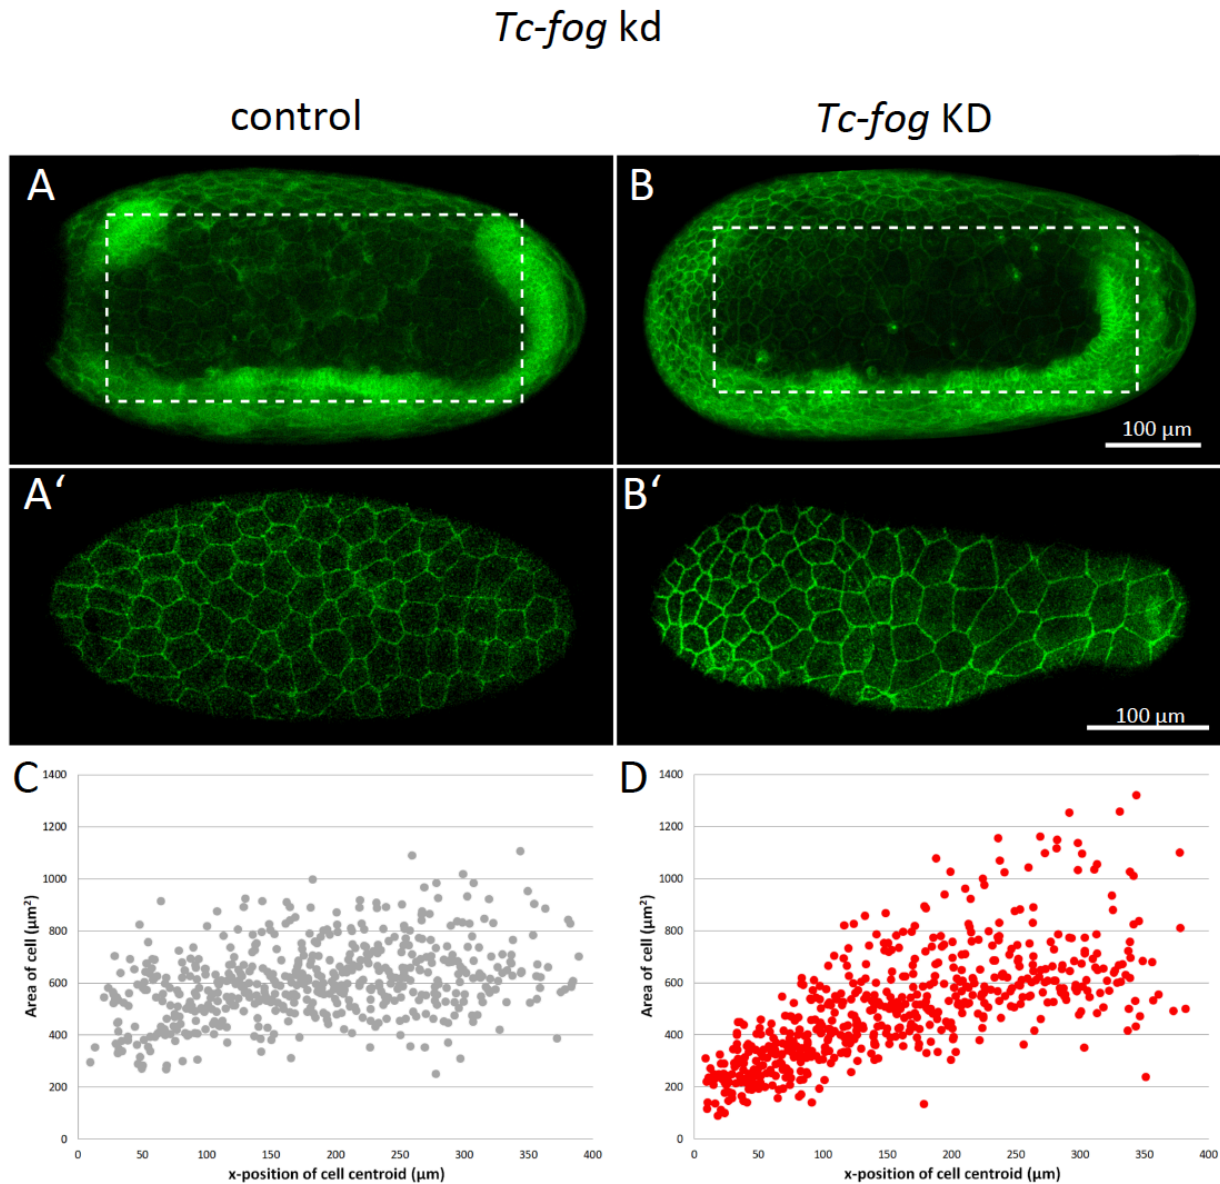 Tc-fog kd
control
Tc-fog KD
A
B
100 µm
A‘
B‘
100 µm
C
1400
1200
1000
800
600
400
200
0
Area of cell (µm²)
0 50 100 150 200 250 300 350 400
x-position of cell centroid (µm)
D
1400
1200
1000
800
600
400
200
0
Area of cell (µm²)
0 50 100 150 200 250 300 350 400
x-position of cell centroid (µm)